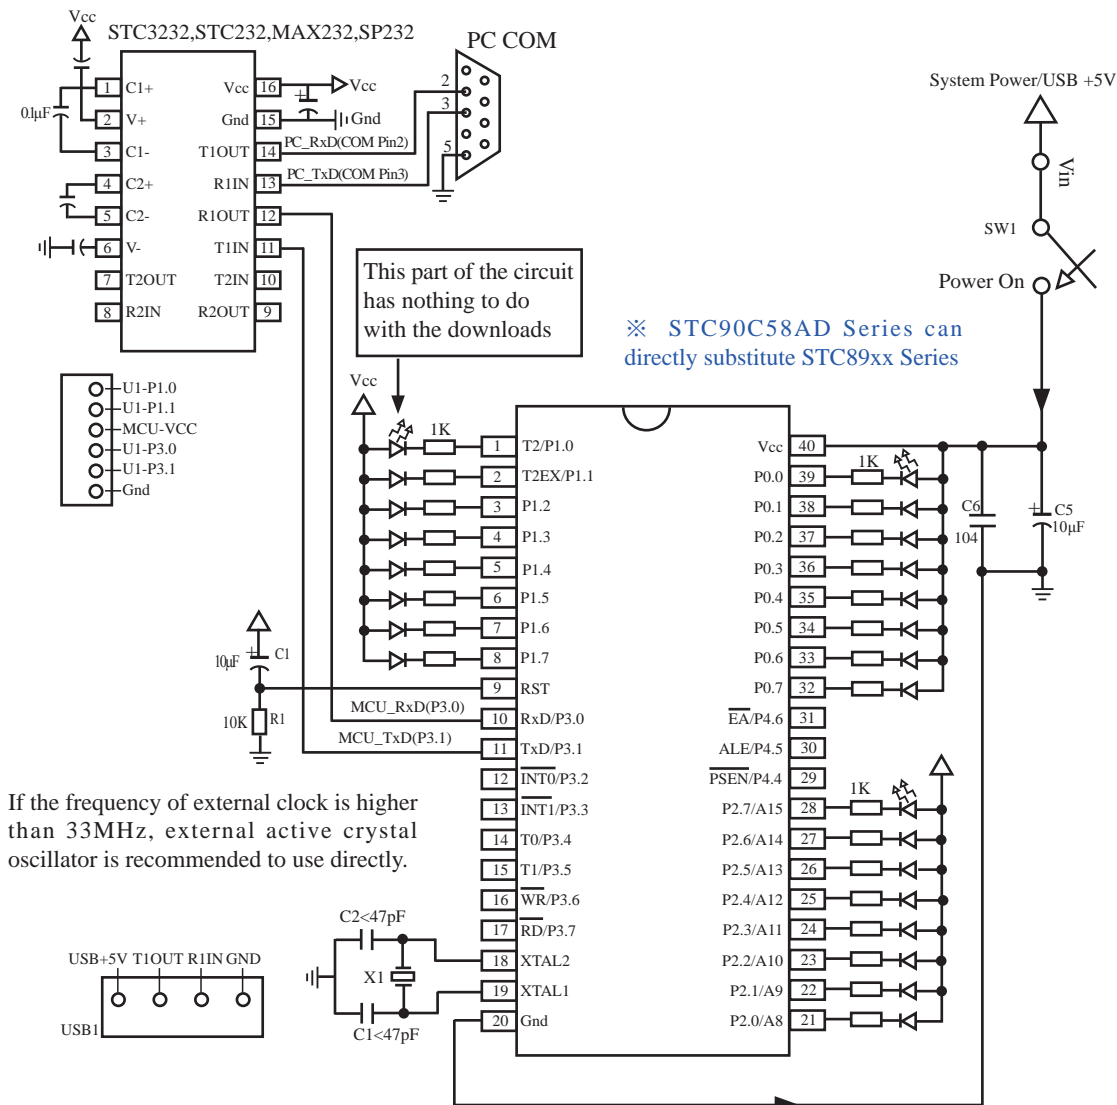 Vcc
STC3232,STC232,MAX232,SP232
PC COM
System Power/USB +5V
1 C1+ Vcc 16 Vcc
0.1μF
2 V+ Gnd 15 Gnd
3 C1- T1OUT 14 PC_RxD(COM Pin2)
4 C2+ R1IN 13 PC_TxD(COM Pin3)
5 C2- R1OUT 12
6 V- T1IN 11
7 T2OUT T2IN 10
8 R2IN R2OUT 9
2
3
5
+
Vin
SW1
Power On
This part of the circuit
has nothing to do
with the downloads
※ STC90C58AD Series can
directly substitute STC89xx Series
U1-P1.0
U1-P1.1
MCU-VCC
U1-P3.0
U1-P3.1
Gnd
Vcc
1K
1 T2/P1.0 Vcc 40
2 T2EX/P1.1 P0.0 39 1K
3 P1.2 P0.1 38
4 P1.3 P0.2 37
5 P1.4 P0.3 36
6 P1.5 P0.4 35
7 P1.6 P0.5 34
8 P1.7 P0.6 33
9 RST P0.7 32
10 RxD/P3.0 EA/P4.6 31
11 TxD/P3.1 ALE/P4.5 30
12 INT0/P3.2 PSEN/P4.4 29
13 INT1/P3.3 P2.7/A15 28 1K
14 T0/P3.4 P2.6/A14 27
15 T1/P3.5 P2.5/A13 26
16 WR/P3.6 P2.4/A12 25
17 RD/P3.7 P2.3/A11 24
18 XTAL2 P2.2/A10 23
19 XTAL1 P2.1/A9 22
20 Gnd P2.0/A8 21
C6
104
+ C5
10μF
10μF + C1
10K R1
MCU_RxD(P3.0)
MCU_TxD(P3.1)
If the frequency of external clock is higher
than 33MHz, external active crystal
oscillator is recommended to use directly.
C2<47pF
X1
C1<47pF
USB+5V T1OUT R1IN GND
USB1